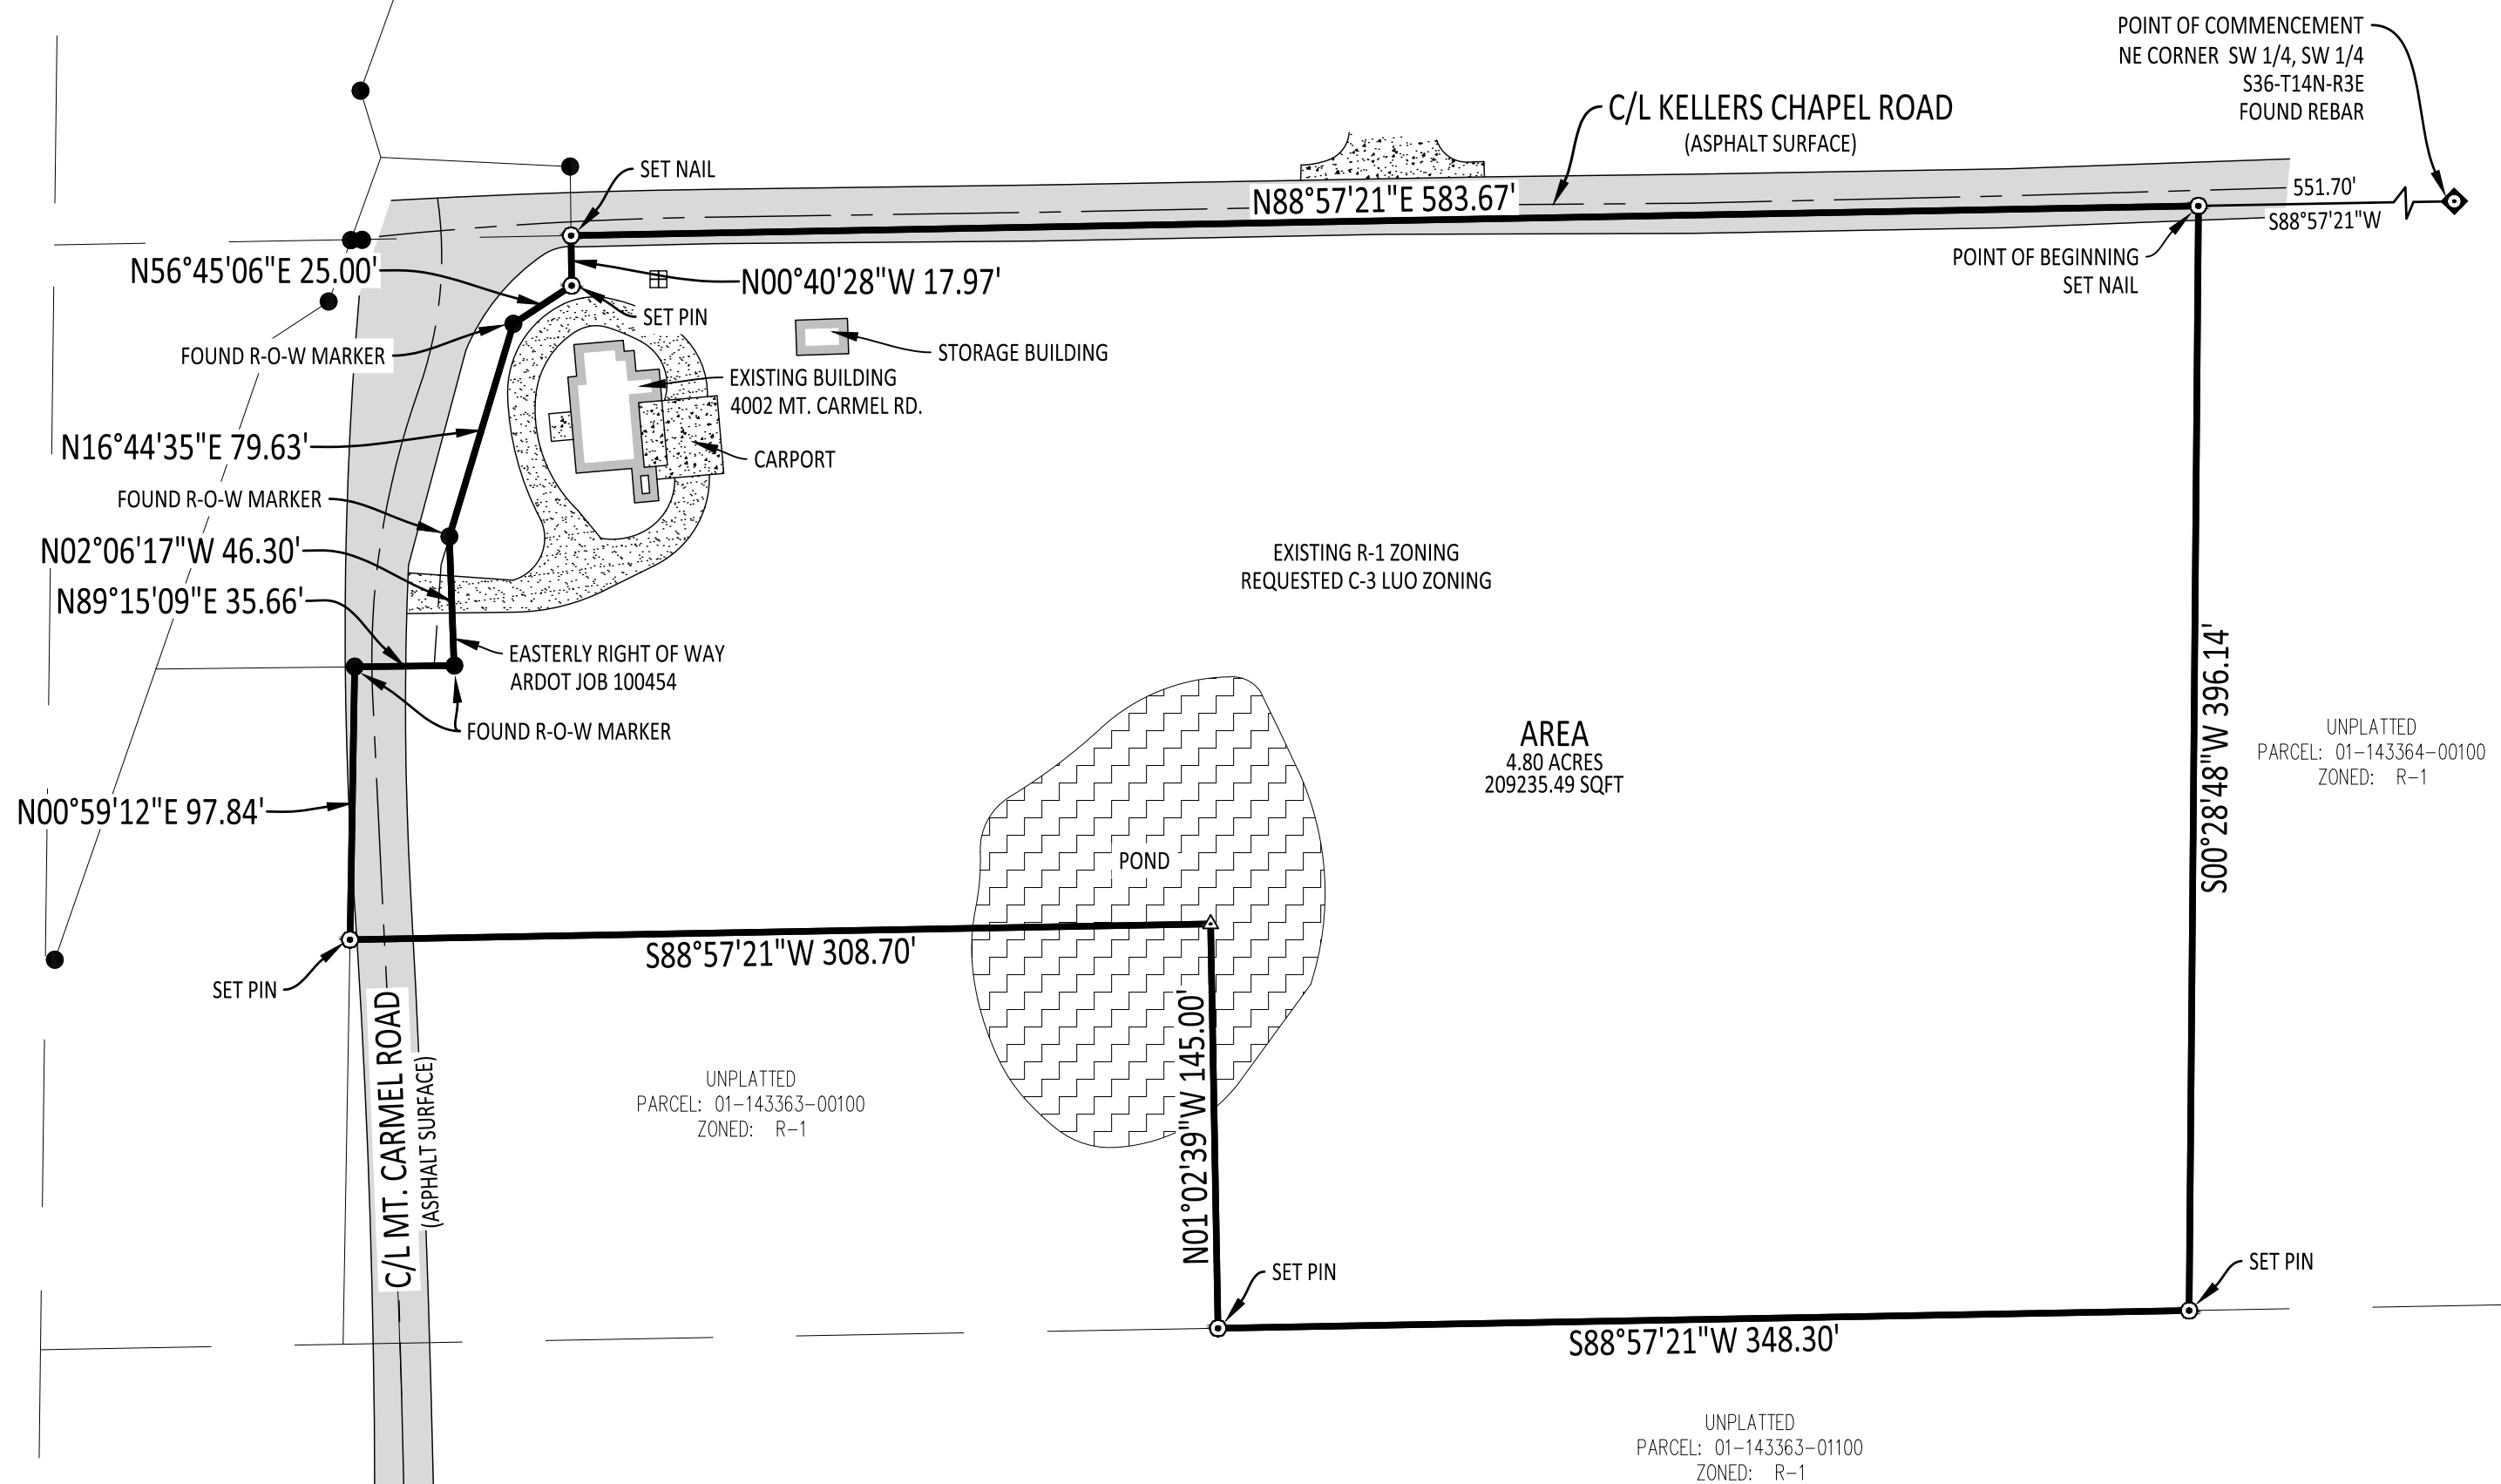 POINT OF COMMENCEMENT
NE CORNER SW 1/4, SW 1/4
S36-T14N-R3E
FOUND REBAR
C/L KELLERS CHAPEL ROAD
(ASPHALT SURFACE)
SET NAIL
N88°57'21"E 583.67'
551.70'
S88°57'21"W
POINT OF BEGINNING
SET NAIL
N56°45'06"E 25.00'
N00°40'28"W 17.97'
SET PIN
FOUND R-O-W MARKER
STORAGE BUILDING
EXISTING BUILDING
4002 MT. CARMEL RD.
N16°44'35"E 79.63'
CARPORT
FOUND R-O-W MARKER
N02°06'17"W 46.30'
N89°15'09"E 35.66'
EXISTING R-1 ZONING
REQUESTED C-3 LUO ZONING
EASTERLY RIGHT OF WAY
ARDOT JOB 100454
FOUND R-O-W MARKER
AREA
4.80 ACRES
209235.49 SQFT
S00°28'48"W 396.14'
UNPLATTED
PARCEL: 01-143364-00100
ZONED: R-1
N00°59'12"E 97.84'
POND
S88°57'21"W 308.70'
SET PIN
C/L MT. CARMEL ROAD
(ASPHALT SURFACE)
UNPLATTED
PARCEL: 01-143363-00100
ZONED: R-1
N01°02'39"W 145.00'
SET PIN
SET PIN
S88°57'21"W 348.30'
UNPLATTED
PARCEL: 01-143363-01100
ZONED: R-1